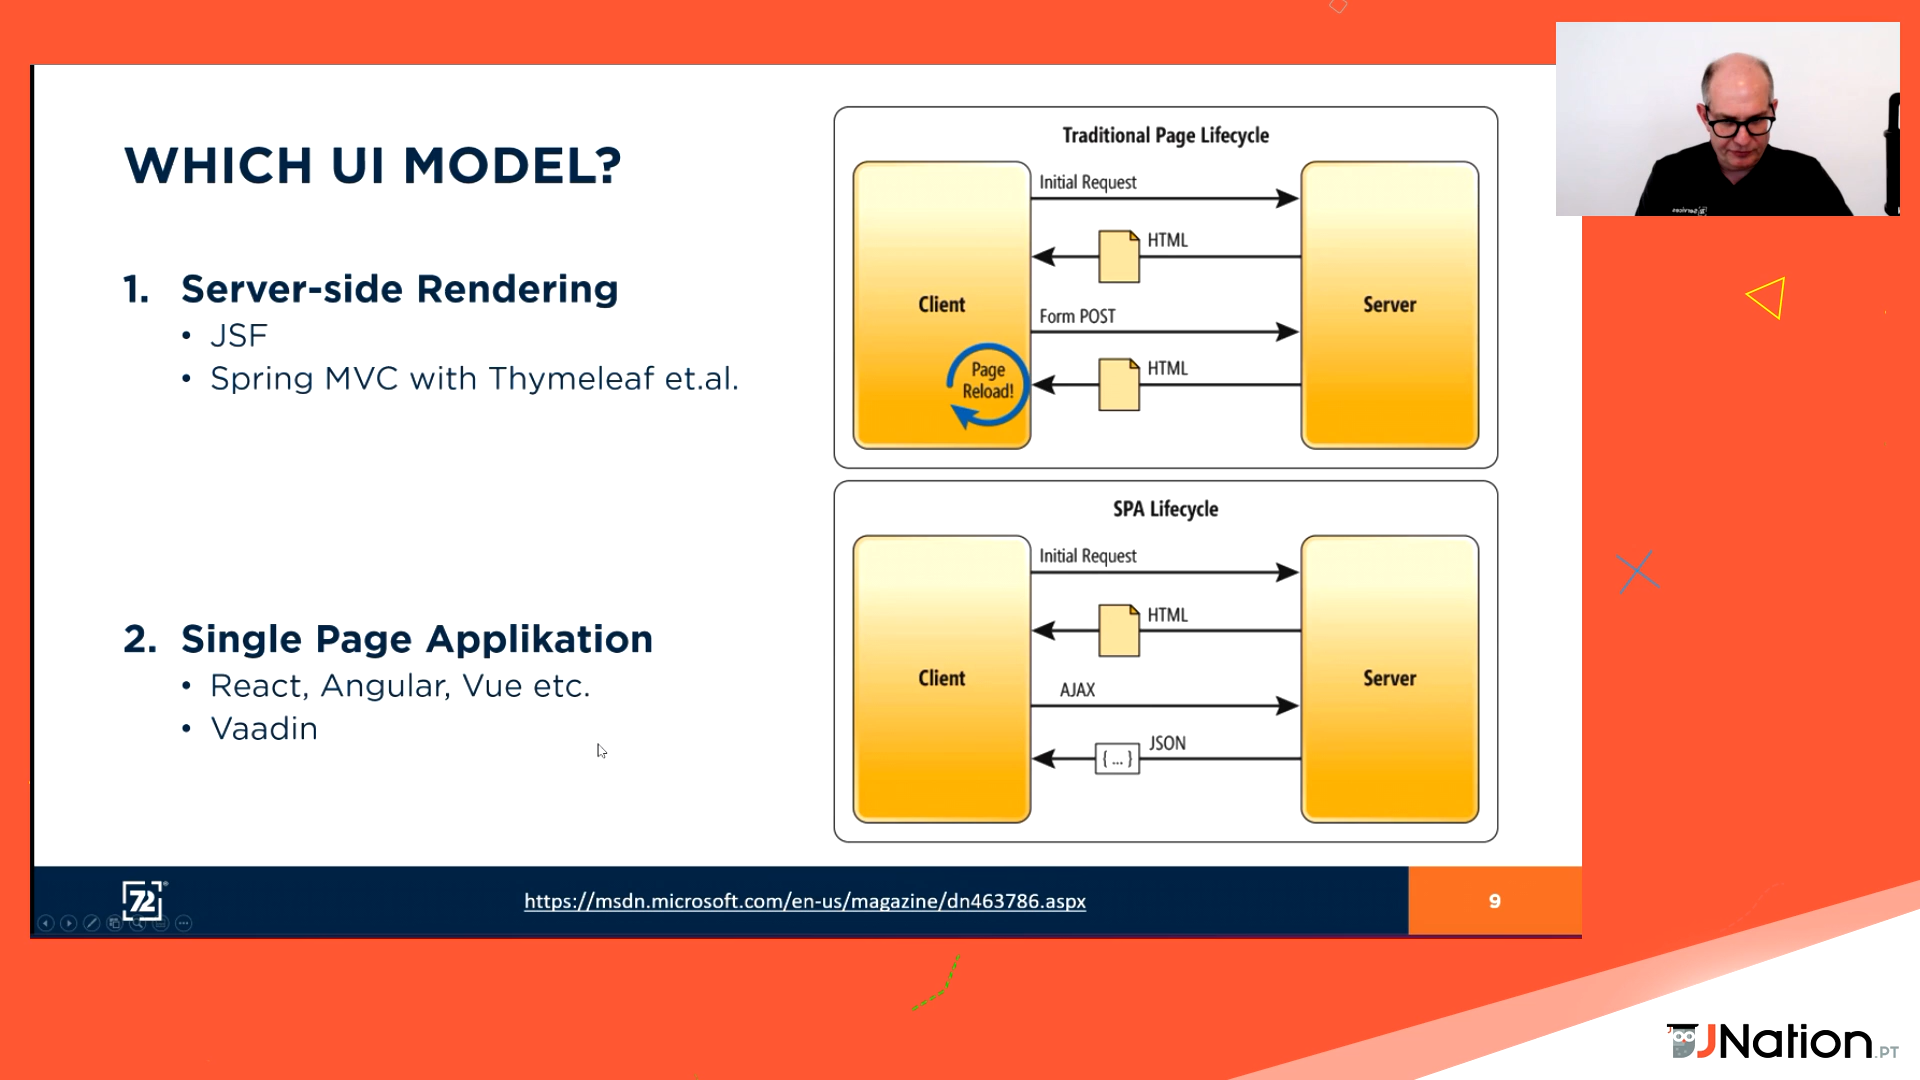 WHICH UI MODEL?
1. Server-side Rendering
• JSF
• Spring MVC with Thymeleaf et.al.
2. Single Page Applikation
• React, Angular, Vue etc.
• Vaadin
Traditional Page Lifecycle
Initial Request
HTML
Client
Server
Form POST
HTML
Page
Reload!
SPA Lifecycle
Initial Request
HTML
Client
Server
AJAX
JSON
{ ... }
72
https://msdn.microsoft.com/en-us/magazine/dn463786.aspx
9
JNation.PT